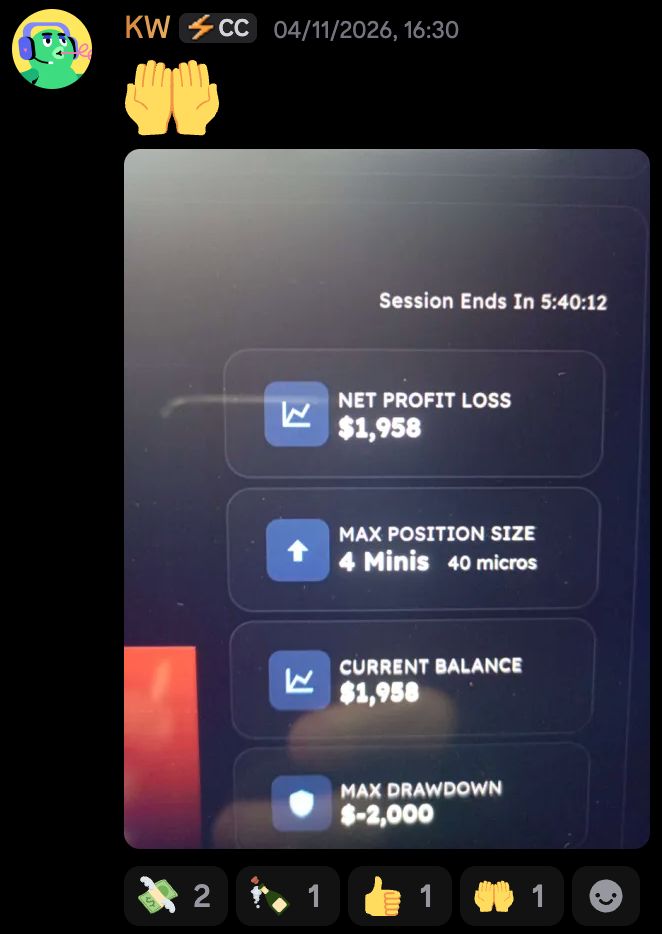 KW ⚡CC 04/11/2026, 16:30
Session Ends In 5:40:12
NET PROFIT LOSS
$1,958
MAX POSITION SIZE
4 Minis 40 micros
CURRENT BALANCE
$1,958
MAX DRAWDOWN
$-2,000
2 1 1 1